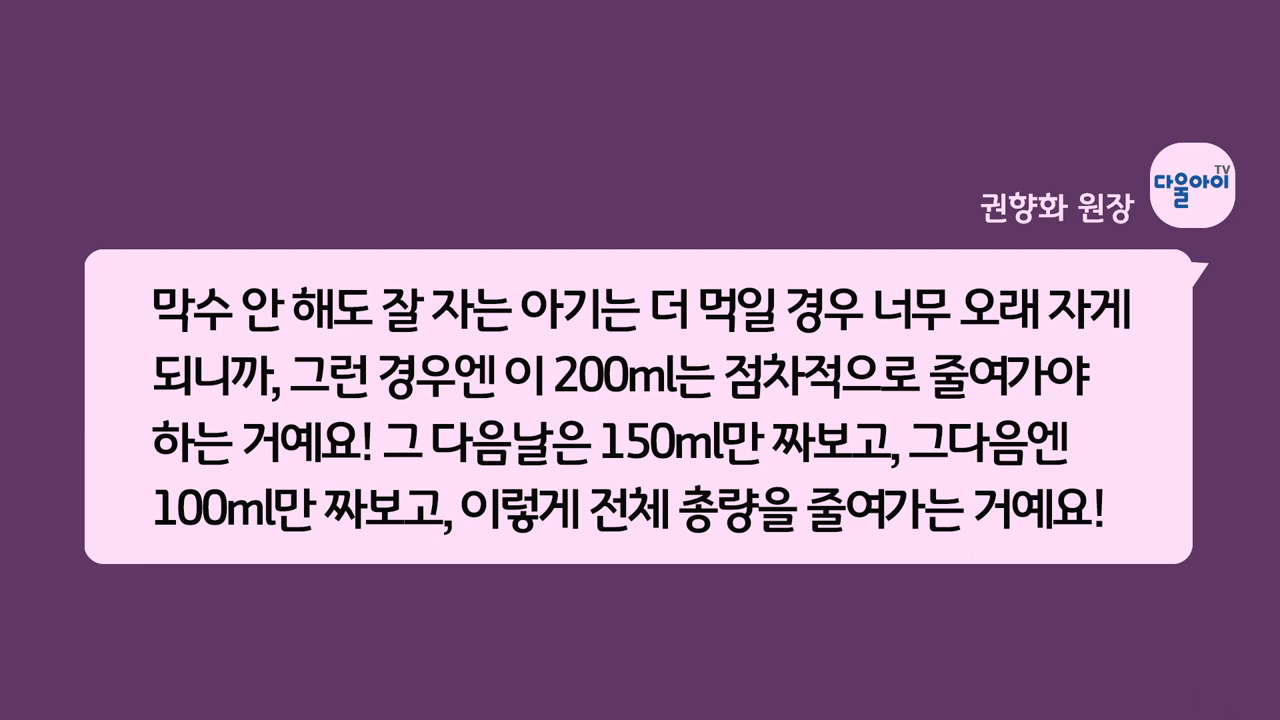 TV
다울아이
권향화 원장
막수 안 해도 잘 자는 아기는 더 먹일 경우 너무 오래 자게
되니까, 그런 경우엔 이 200ml는 점차적으로 줄여가야
하는 거예요! 그 다음날은 150ml만 짜보고, 그다음엔
100ml만 짜보고, 이렇게 전체 총량을 줄여가는 거예요!